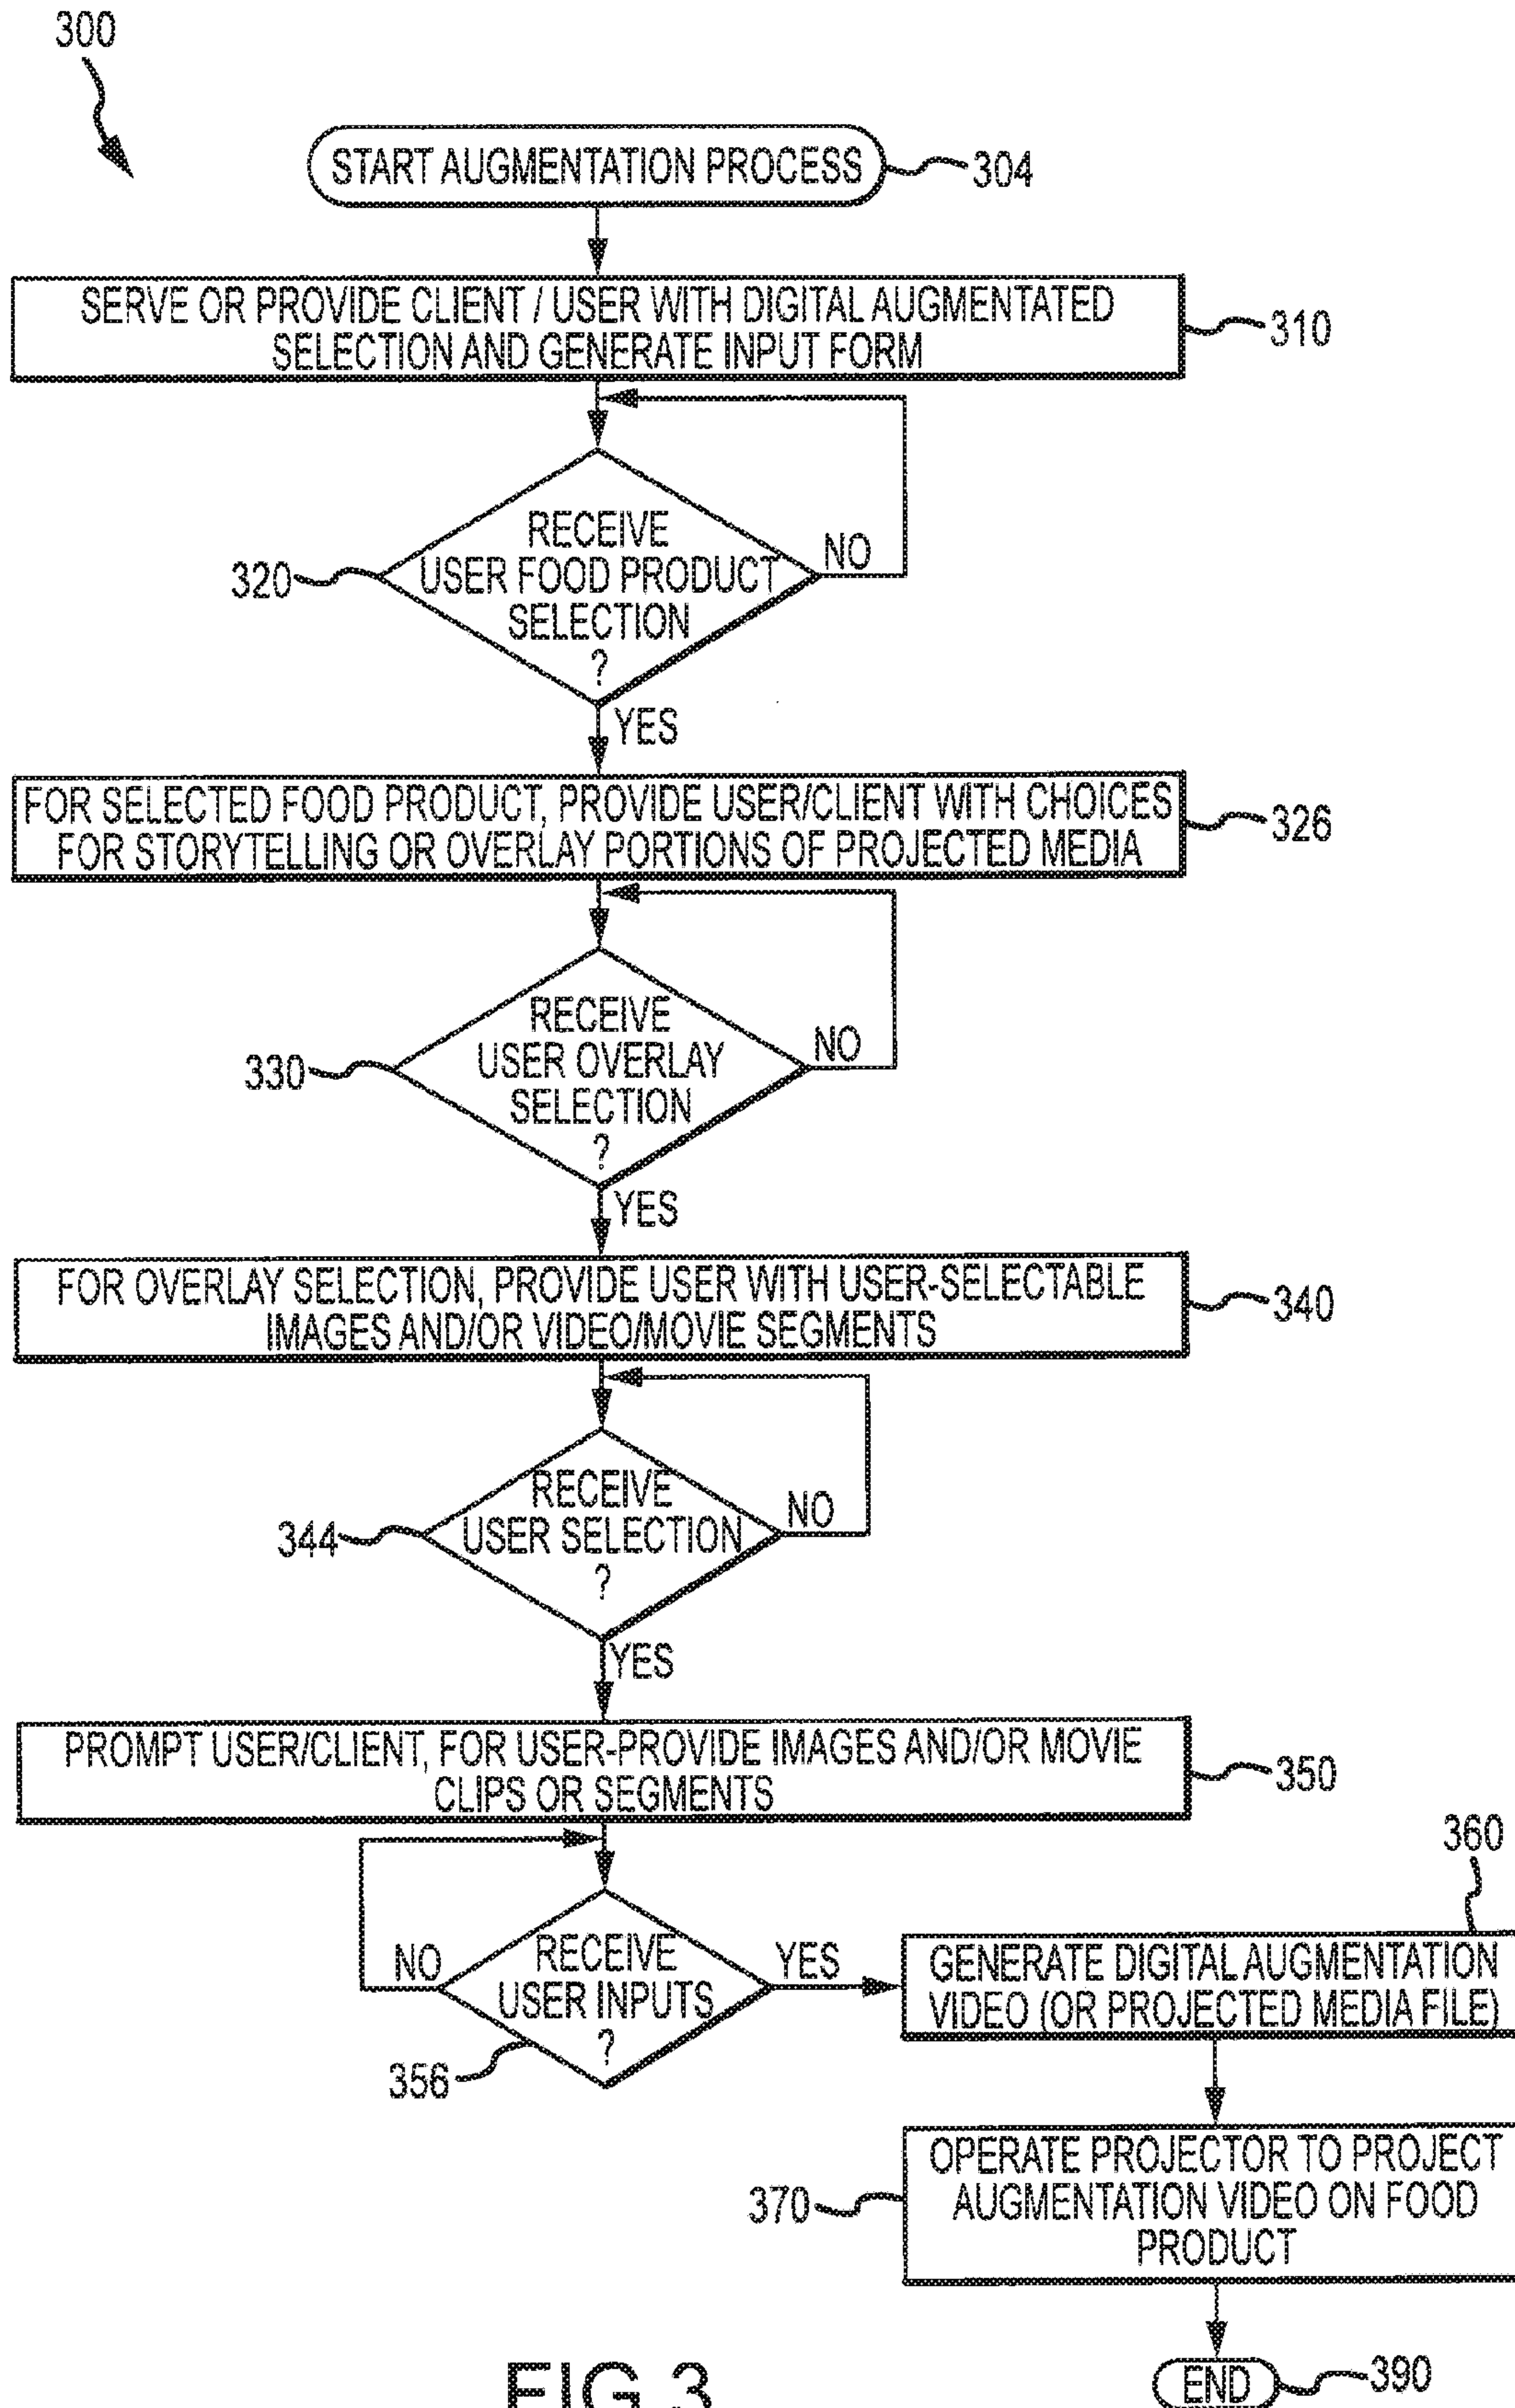 300
START AUGMENTATION PROCESS
304
SERVE OR PROVIDE CLIENT / USER WITH DIGITAL AUGMENTATED
SELECTION AND GENERATE INPUT FORM
310
RECEIVE
USER FOOD PRODUCT
SELECTION
?
NO
320
YES
FOR SELECTED FOOD PRODUCT, PROVIDE USER/CLIENT WITH CHOICES
FOR STORYTELLING OR OVERLAY PORTIONS OF PROJECTED MEDIA
326
RECEIVE
USER OVERLAY
SELECTION
?
NO
330
YES
FOR OVERLAY SELECTION, PROVIDE USER WITH USER-SELECTABLE
IMAGES AND/OR VIDEO/MOVIE SEGMENTS
340
RECEIVE
USER SELECTION
?
NO
344
YES
PROMPT USER/CLIENT, FOR USER-PROVIDE IMAGES AND/OR MOVIE
CLIPS OR SEGMENTS
350
NO
RECEIVE
USER INPUTS
?
YES
356
360
GENERATE DIGITAL AUGMENTATION
VIDEO (OR PROJECTED MEDIA FILE)
OPERATE PROJECTOR TO PROJECT
AUGMENTATION VIDEO ON FOOD
PRODUCT
370
END
390
FIG.3